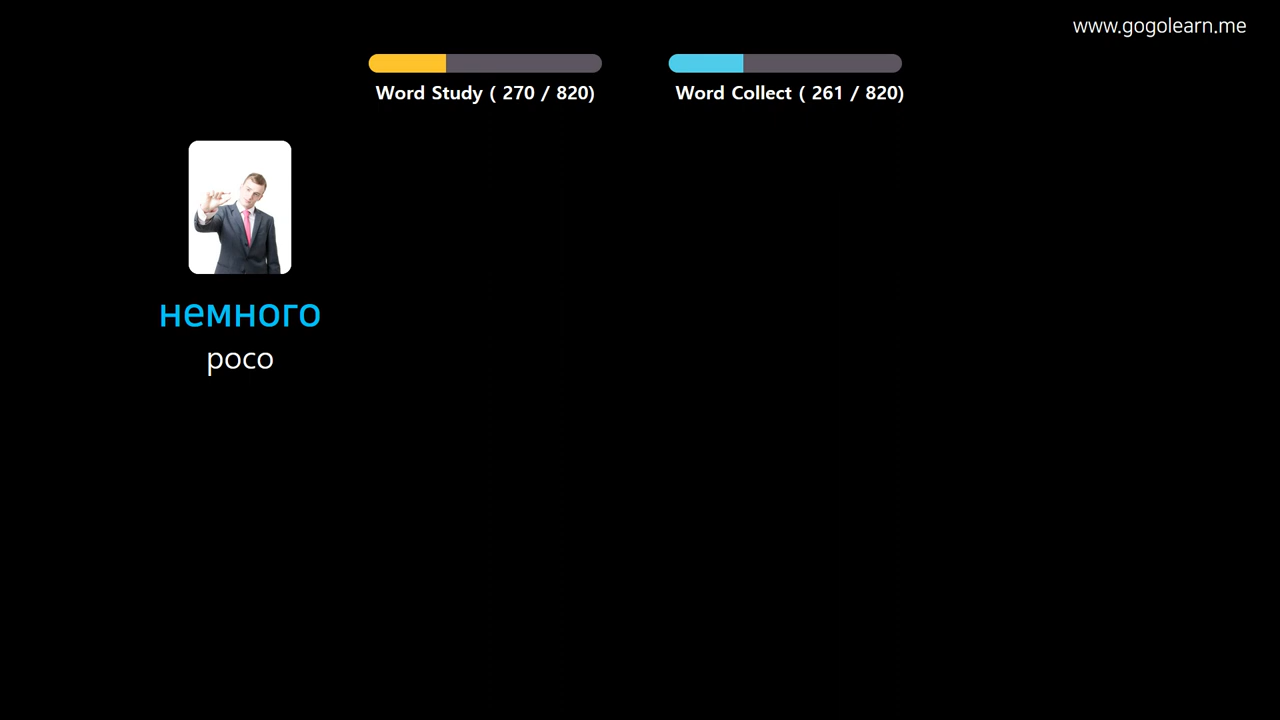 www.gogolearn.me
Word Study ( 270 / 820)
Word Collect ( 261 / 820)
немного
poco